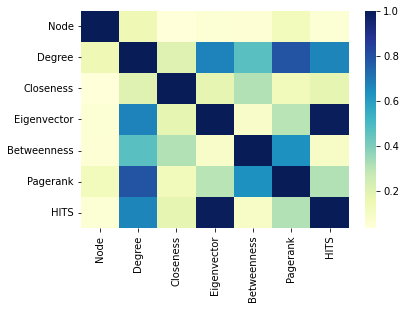 Node
Degree
Closeness
Eigenvector
Betweenness
Pagerank
HITS
Node
Degree
Closeness
Eigenvector
Betweenness
Pagerank
HITS
1.0
0.8
0.6
0.4
0.2